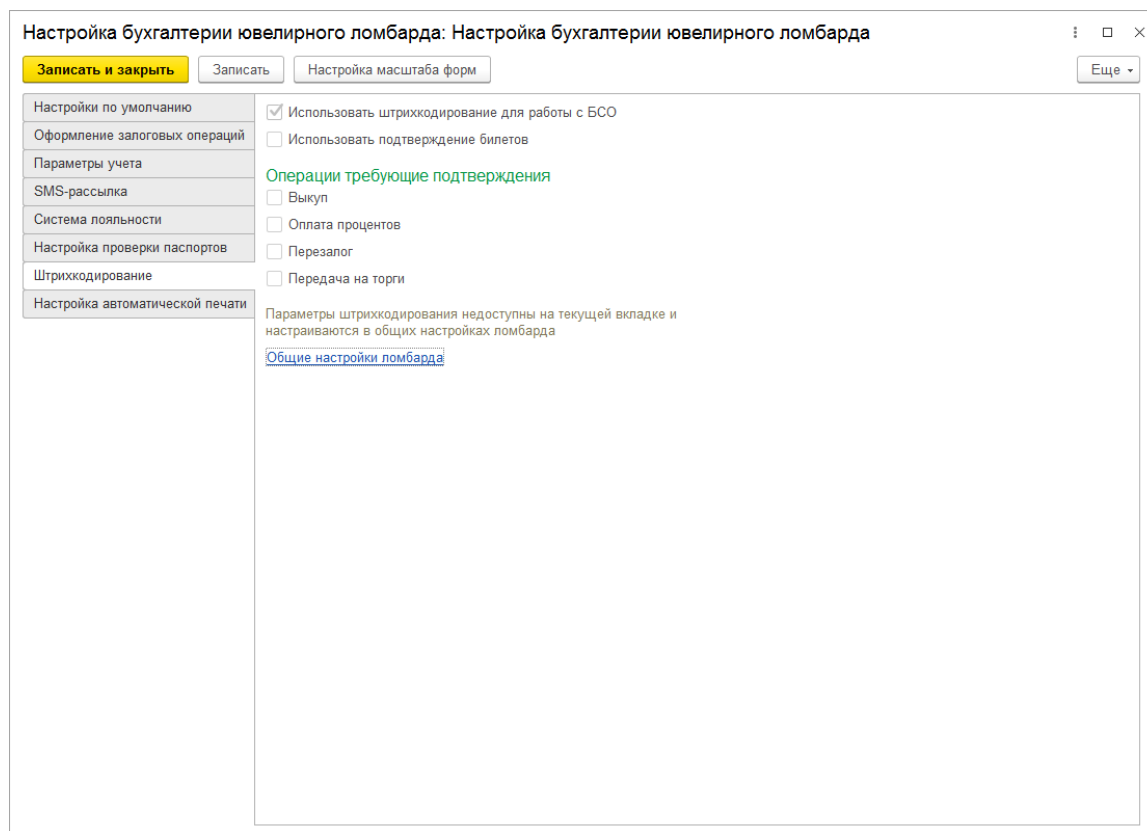 Настройка бухгалтерии ювелирного ломбарда: Настройка бухгалтерии ювелирного ломбарда
Записать и закрыть
Записать
Настройка масштаба форм
Еще
Настройки по умолчанию
Оформление залоговых операций
Параметры учета
SMS-рассылка
Система лояльности
Настройка проверки паспортов
Штрихкодирование
Настройка автоматической печати
Использовать штрихкодирование для работы с БСО
Использовать подтверждение билетов
Операции требующие подтверждения
Выкуп
Оплата процентов
Перезалог
Передача на торги
Параметры штрихкодирования недоступны на текущей вкладке и
настраиваются в общих настройках ломбарда
Общие настройки ломбарда